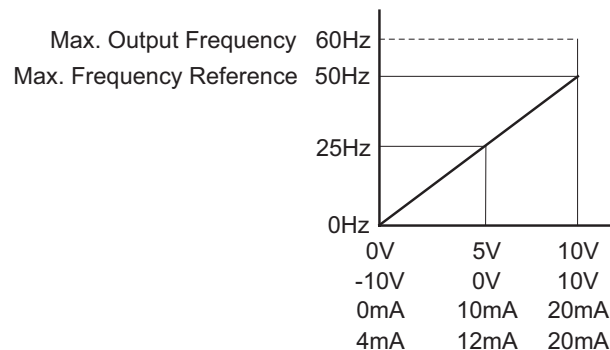 Max. Output Frequency 60Hz
Max. Frequency Reference 50Hz
25Hz
0Hz
0V 5V 10V
-10V 0V 10V
0mA 10mA 20mA
4mA 12mA 20mA